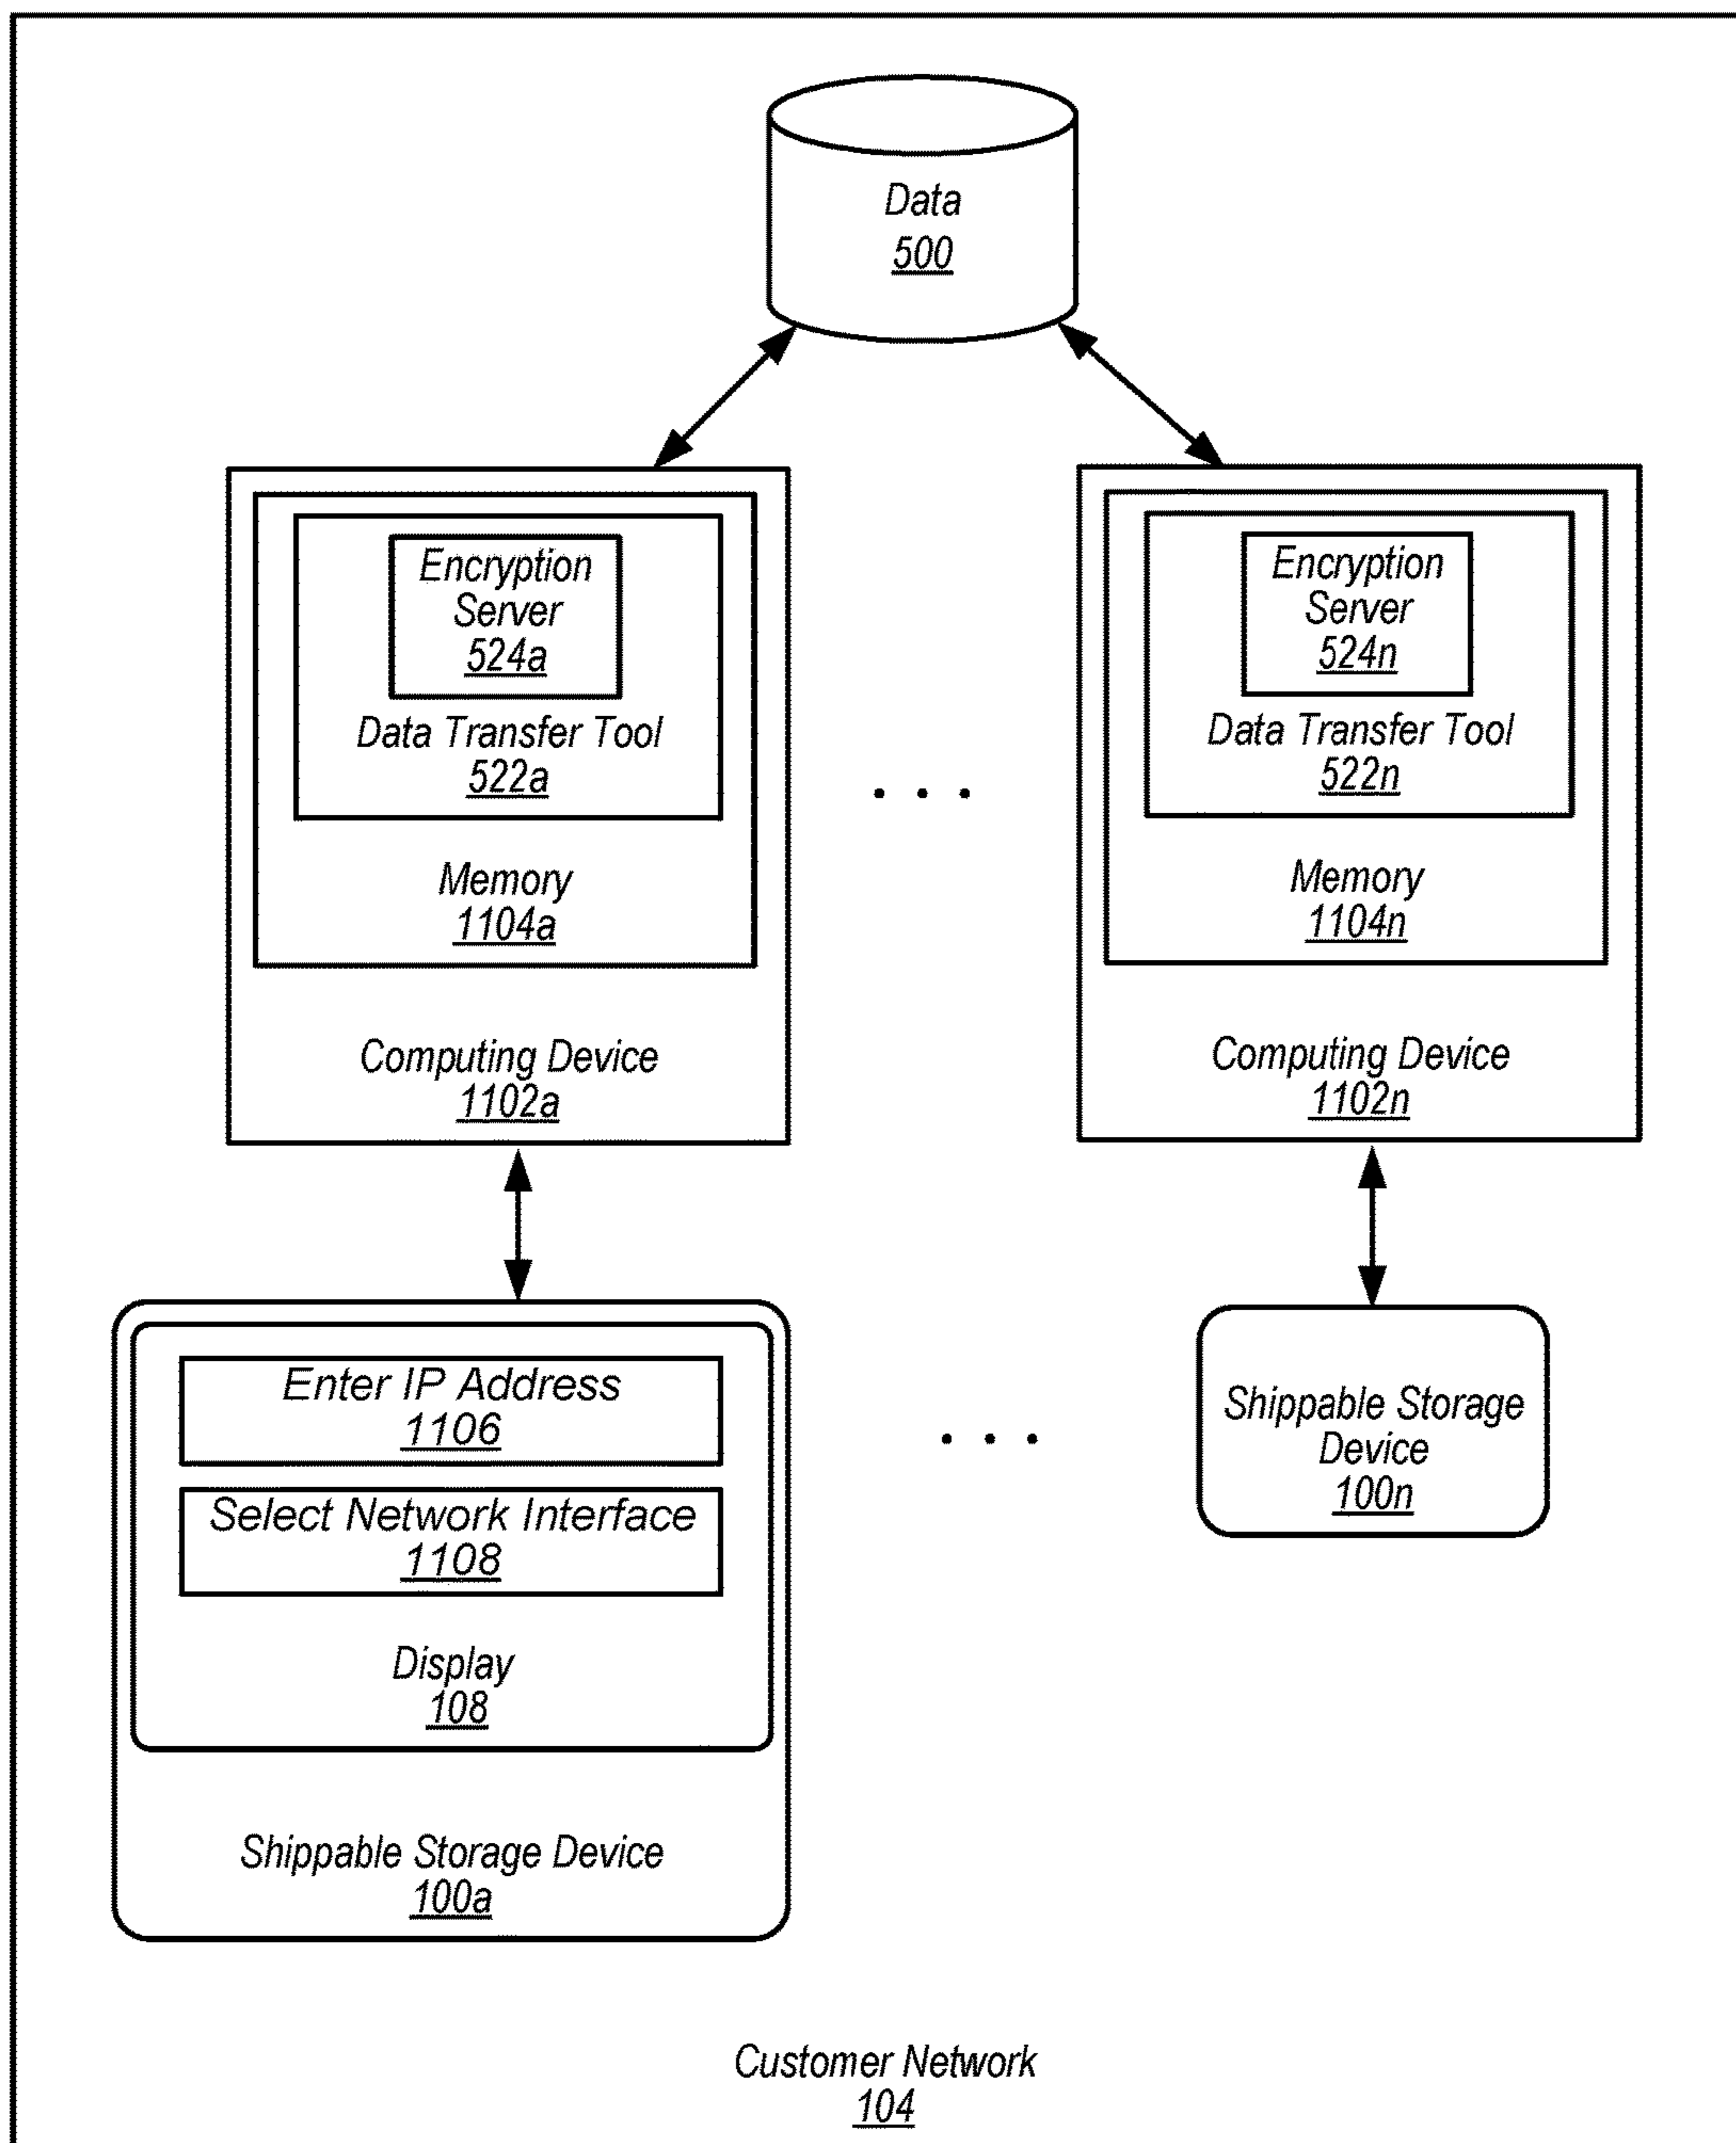 Data
500
Encryption
Server
524a
Data Transfer Tool
522a
Memory
1104a
Computing Device
1102a
. . .
Encryption
Server
524n
Data Transfer Tool
522n
Memory
1104n
Computing Device
1102n
Enter IP Address
1106
Select Network Interface
1108
Display
108
Shippable Storage Device
100a
. . .
Shippable Storage
Device
100n
Customer Network
104